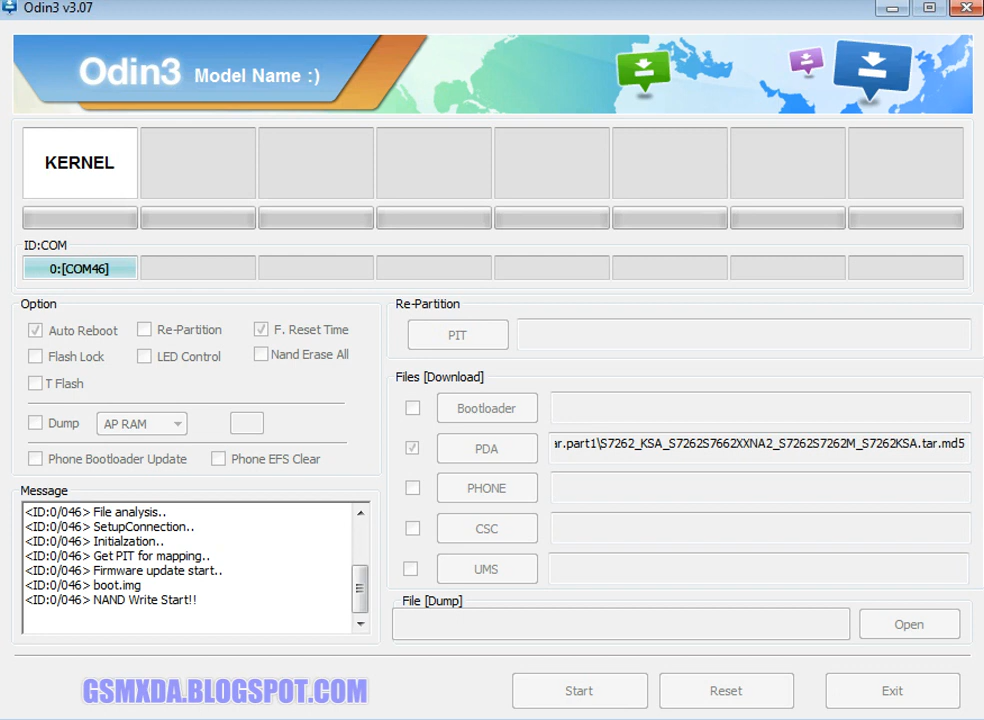 Odin3 v3.07
Odin3 Model Name :)
KERNEL
ID:COM
0:[COM46]
Option
Auto Reboot
Re-Partition
F. Reset Time
Flash Lock
LED Control
Nand Erase All
T Flash
Dump
AP RAM
Phone Bootloader Update
Phone EFS Clear
Message
<ID:0/046> File analysis..
<ID:0/046> SetupConnection..
<ID:0/046> Initialzation..
<ID:0/046> Get PIT for mapping..
<ID:0/046> Firmware update start..
<ID:0/046> boot.img
<ID:0/046> NAND Write Start!!
Re-Partition
PIT
Files [Download]
Bootloader
PDA
ar.part1\S7262_KSA_S7262S7662XXNA2_S7262S7262M_S7262KSA.tar.md5
PHONE
CSC
UMS
File [Dump]
Open
GSMXDA.BLOGSPOT.COM
Start
Reset
Exit